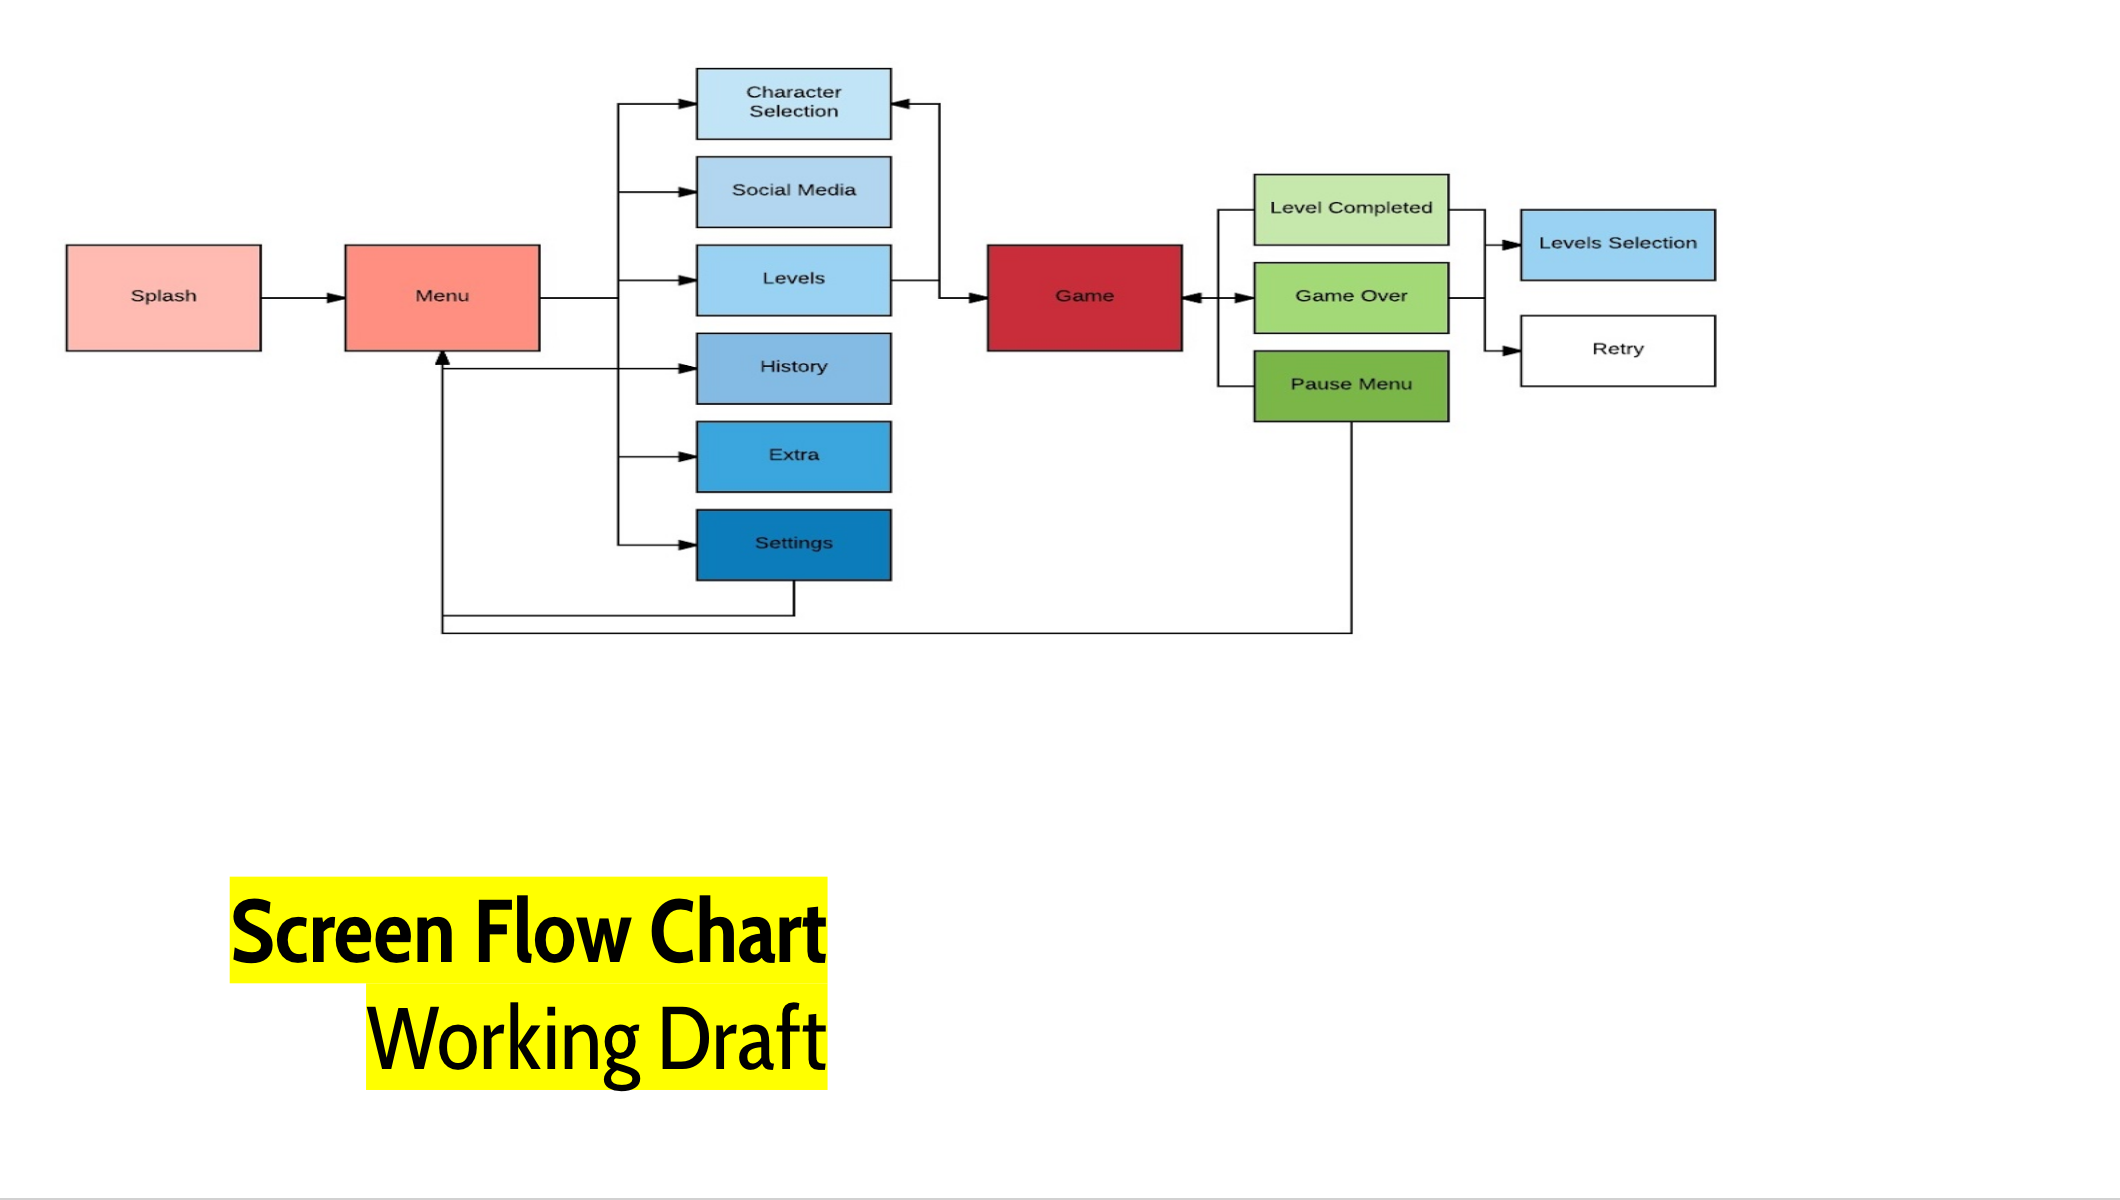 Splash
Menu
Character
Selection
Social Media
Levels
History
Extra
Settings
Game
Level Completed
Game Over
Pause Menu
Levels Selection
Retry
Screen Flow Chart
Working Draft